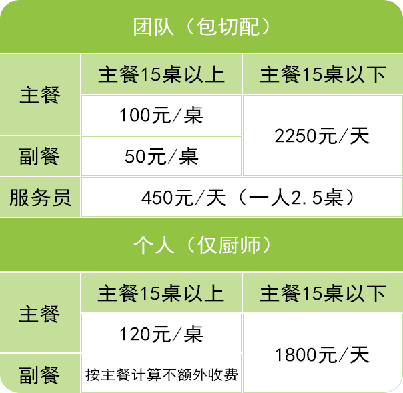 团队（包切配）
主餐 主餐15桌以上 主餐15桌以下
100元/桌 2250元/天
副餐 50元/桌
服务员 450元/天（一人2.5桌）
个人（仅厨师）
主餐 主餐15桌以上 主餐15桌以下
120元/桌 1800元/天
副餐 按主餐计算不额外收费